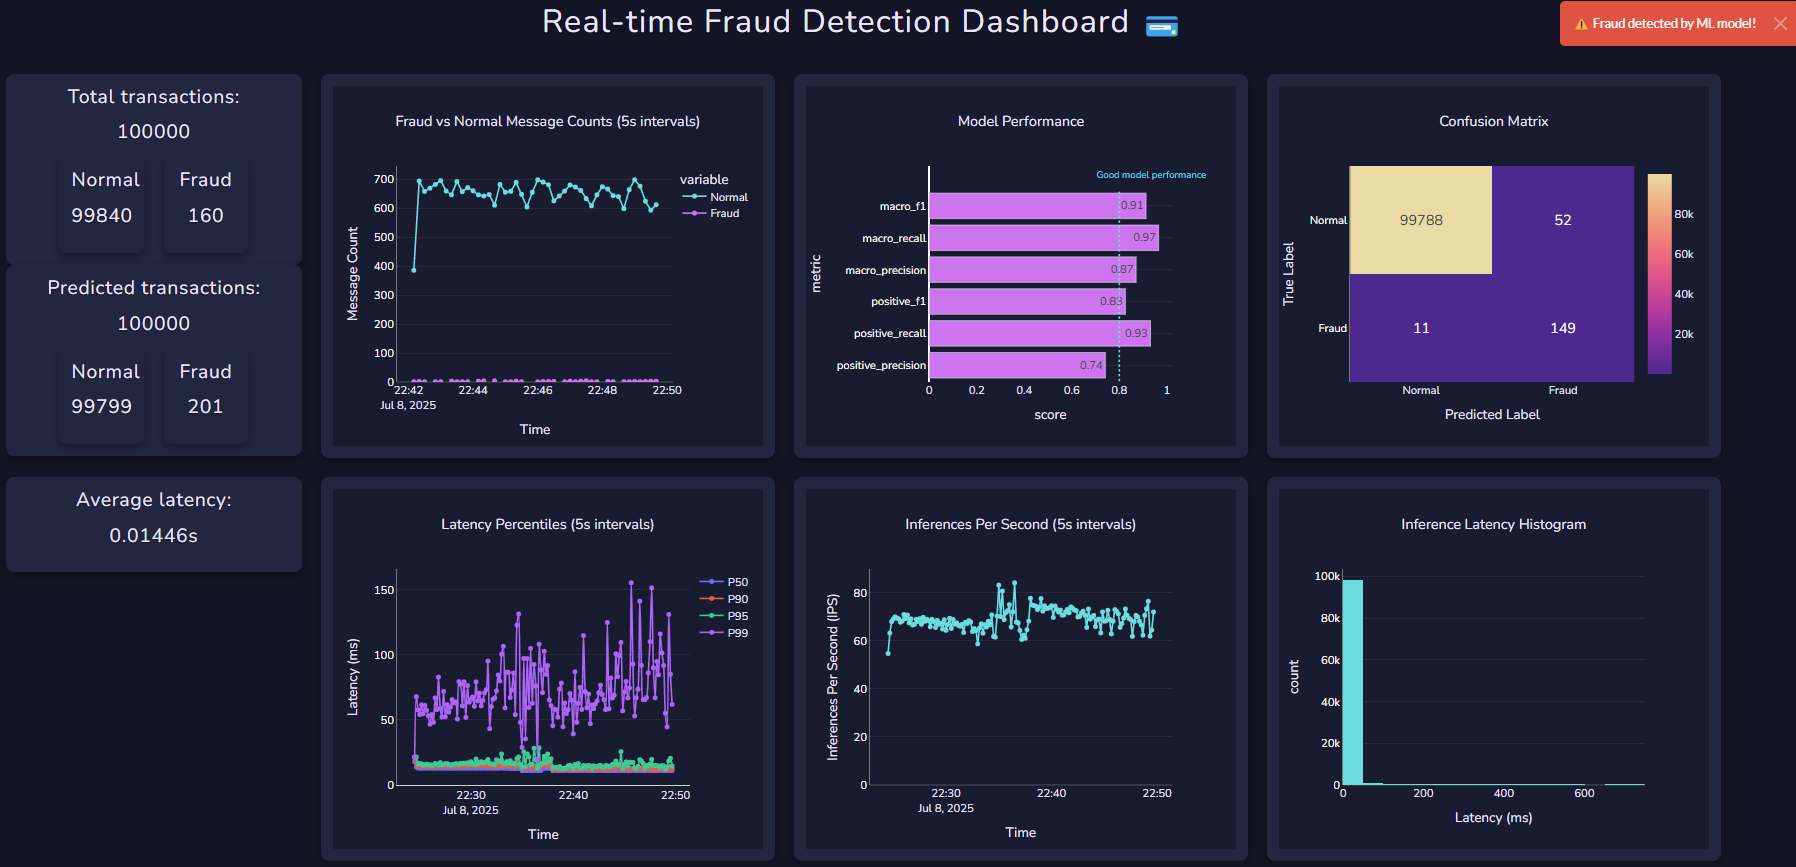 Real-time Fraud Detection Dashboard
Fraud detected by ML model!
Total transactions:
100000
Normal
99840
Fraud
160
Predicted transactions:
100000
Normal
99799
Fraud
201
Average latency:
0.01446s
Fraud vs Normal Message Counts (5s intervals)
Message Count
700
600
500
400
300
200
100
0
22:42
22:44
22:46
22:48
22:50
Jul 8, 2025
Time
variable
Normal
Fraud
Model Performance
Good model performance
metric
macro_f1
0.91
macro_recall
0.97
macro_precision
0.87
positive_f1
0.83
positive_recall
0.93
positive_precision
0.74
0
0.2
0.4
0.6
0.8
1
score
Confusion Matrix
True Label
Normal
99788
52
Fraud
11
149
Normal
Fraud
Predicted Label
80k
60k
40k
20k
Latency Percentiles (5s intervals)
Latency (ms)
150
100
50
0
22:30
22:40
22:50
Jul 8, 2025
Time
P50
P90
P95
P99
Inferences Per Second (5s intervals)
Inferences Per Second (IPS)
80
60
40
20
0
22:30
22:40
22:50
Jul 8, 2025
Time
Inference Latency Histogram
count
100k
80k
60k
40k
20k
0
0
200
400
600
Latency (ms)